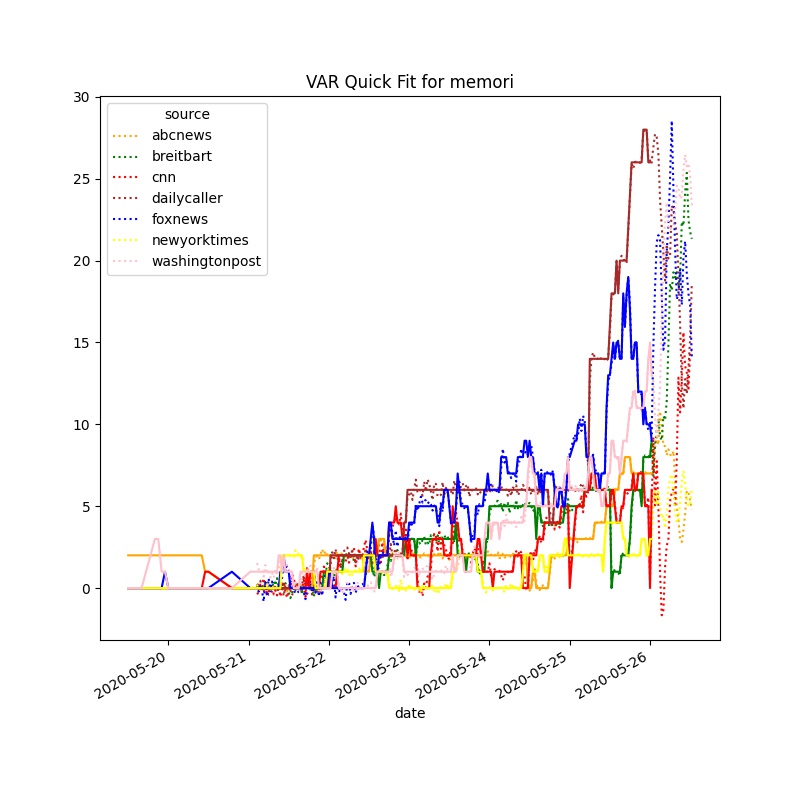 VAR Quick Fit for memori
source
abcnews
breitbart
cnn
dailycaller
foxnews
newyorktimes
washingtonpost
30
25
20
15
10
5
0
2020-05-20
2020-05-21
2020-05-22
2020-05-23
2020-05-24
2020-05-25
2020-05-26
date